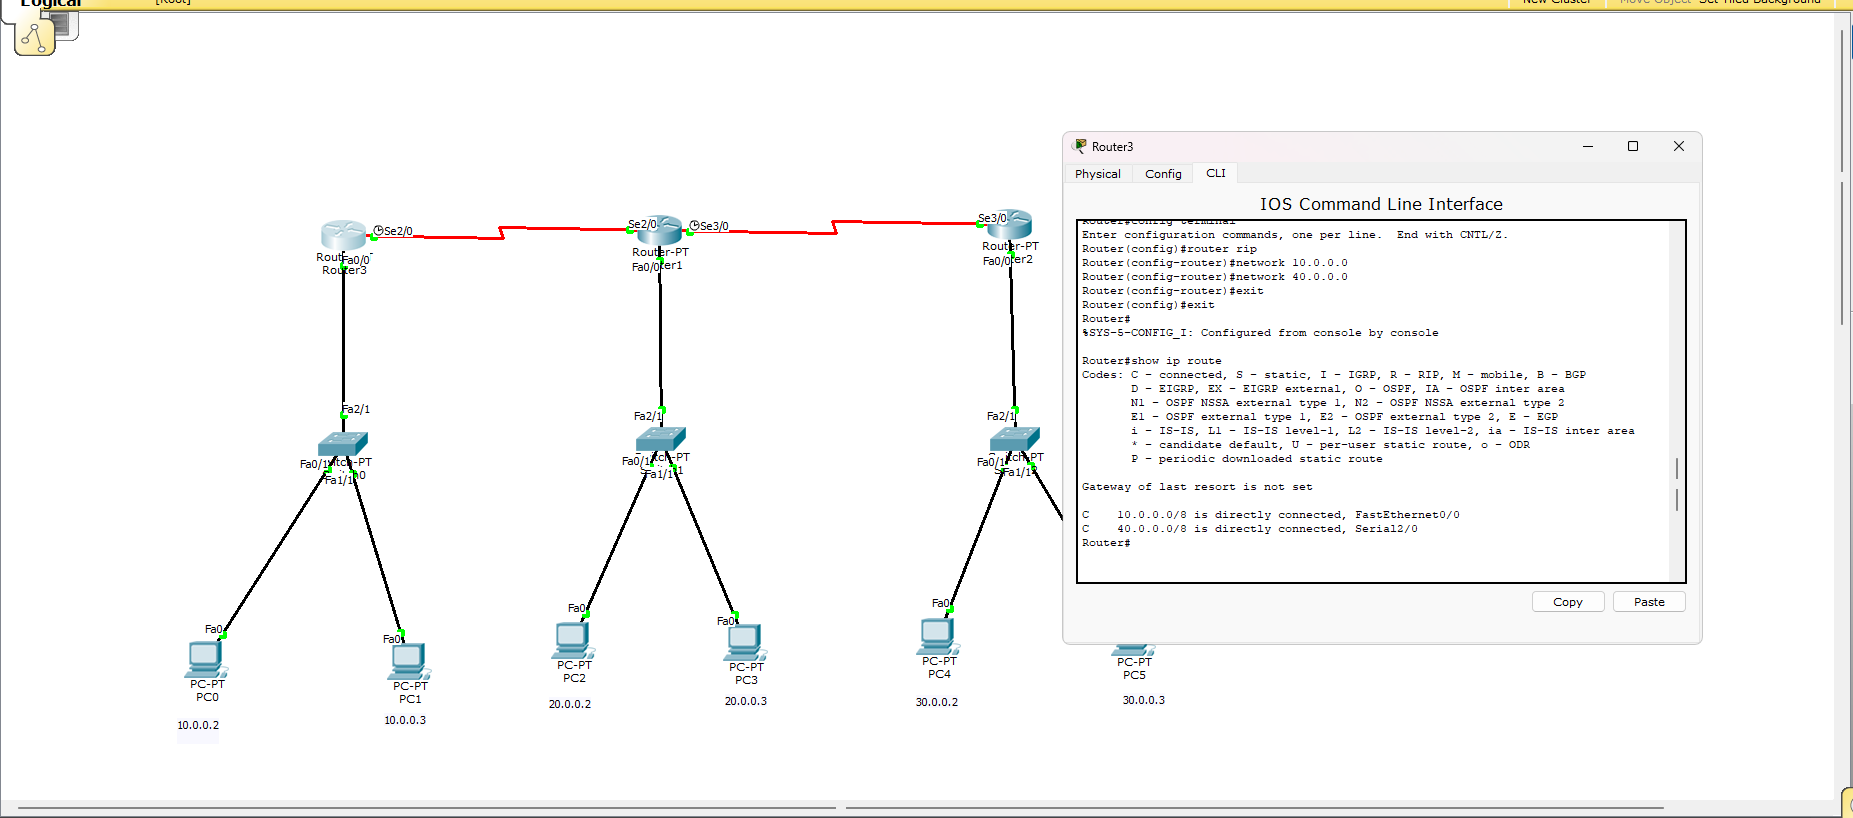 Logical
[Root]
New Cluster
Move Object
Set Tiled Background
Se2/0
Se2/0
Se3/0
Se3/0
Router-PT
Router-PT
Fa0/0
Router3
Fa0/0
Fa0/0
Fa2/1
Fa2/1
Fa2/1
Fa0/1
Fa1/1
Fa0/1
Fa1/1
Fa0/1
Fa1/1
Fa0
Fa0
Fa0
Fa0
Fa0
PC-PT
PC0
10.0.0.2
PC-PT
PC1
10.0.0.3
PC-PT
PC2
20.0.0.2
PC-PT
PC3
20.0.0.3
PC-PT
PC4
30.0.0.2
PC-PT
PC5
30.0.0.3
Router3
Physical
Config
CLI
IOS Command Line Interface
Router#config terminal
Enter configuration commands, one per line.  End with CNTL/Z.
Router(config)#router rip
Router(config-router)#network 10.0.0.0
Router(config-router)#network 40.0.0.0
Router(config-router)#exit
Router(config)#exit
Router#
%SYS-5-CONFIG_I: Configured from console by console
Router#show ip route
Codes: C - connected, S - static, I - IGRP, R - RIP, M - mobile, B - BGP
D - EIGRP, EX - EIGRP external, O - OSPF, IA - OSPF inter area
N1 - OSPF NSSA external type 1, N2 - OSPF NSSA external type 2
E1 - OSPF external type 1, E2 - OSPF external type 2, E - EGP
i - IS-IS, L1 - IS-IS level-1, L2 - IS-IS level-2, ia - IS-IS inter area
* - candidate default, U - per-user static route, o - ODR
P - periodic downloaded static route
Gateway of last resort is not set
C    10.0.0.0/8 is directly connected, FastEthernet0/0
C    40.0.0.0/8 is directly connected, Serial2/0
Router#
Copy
Paste